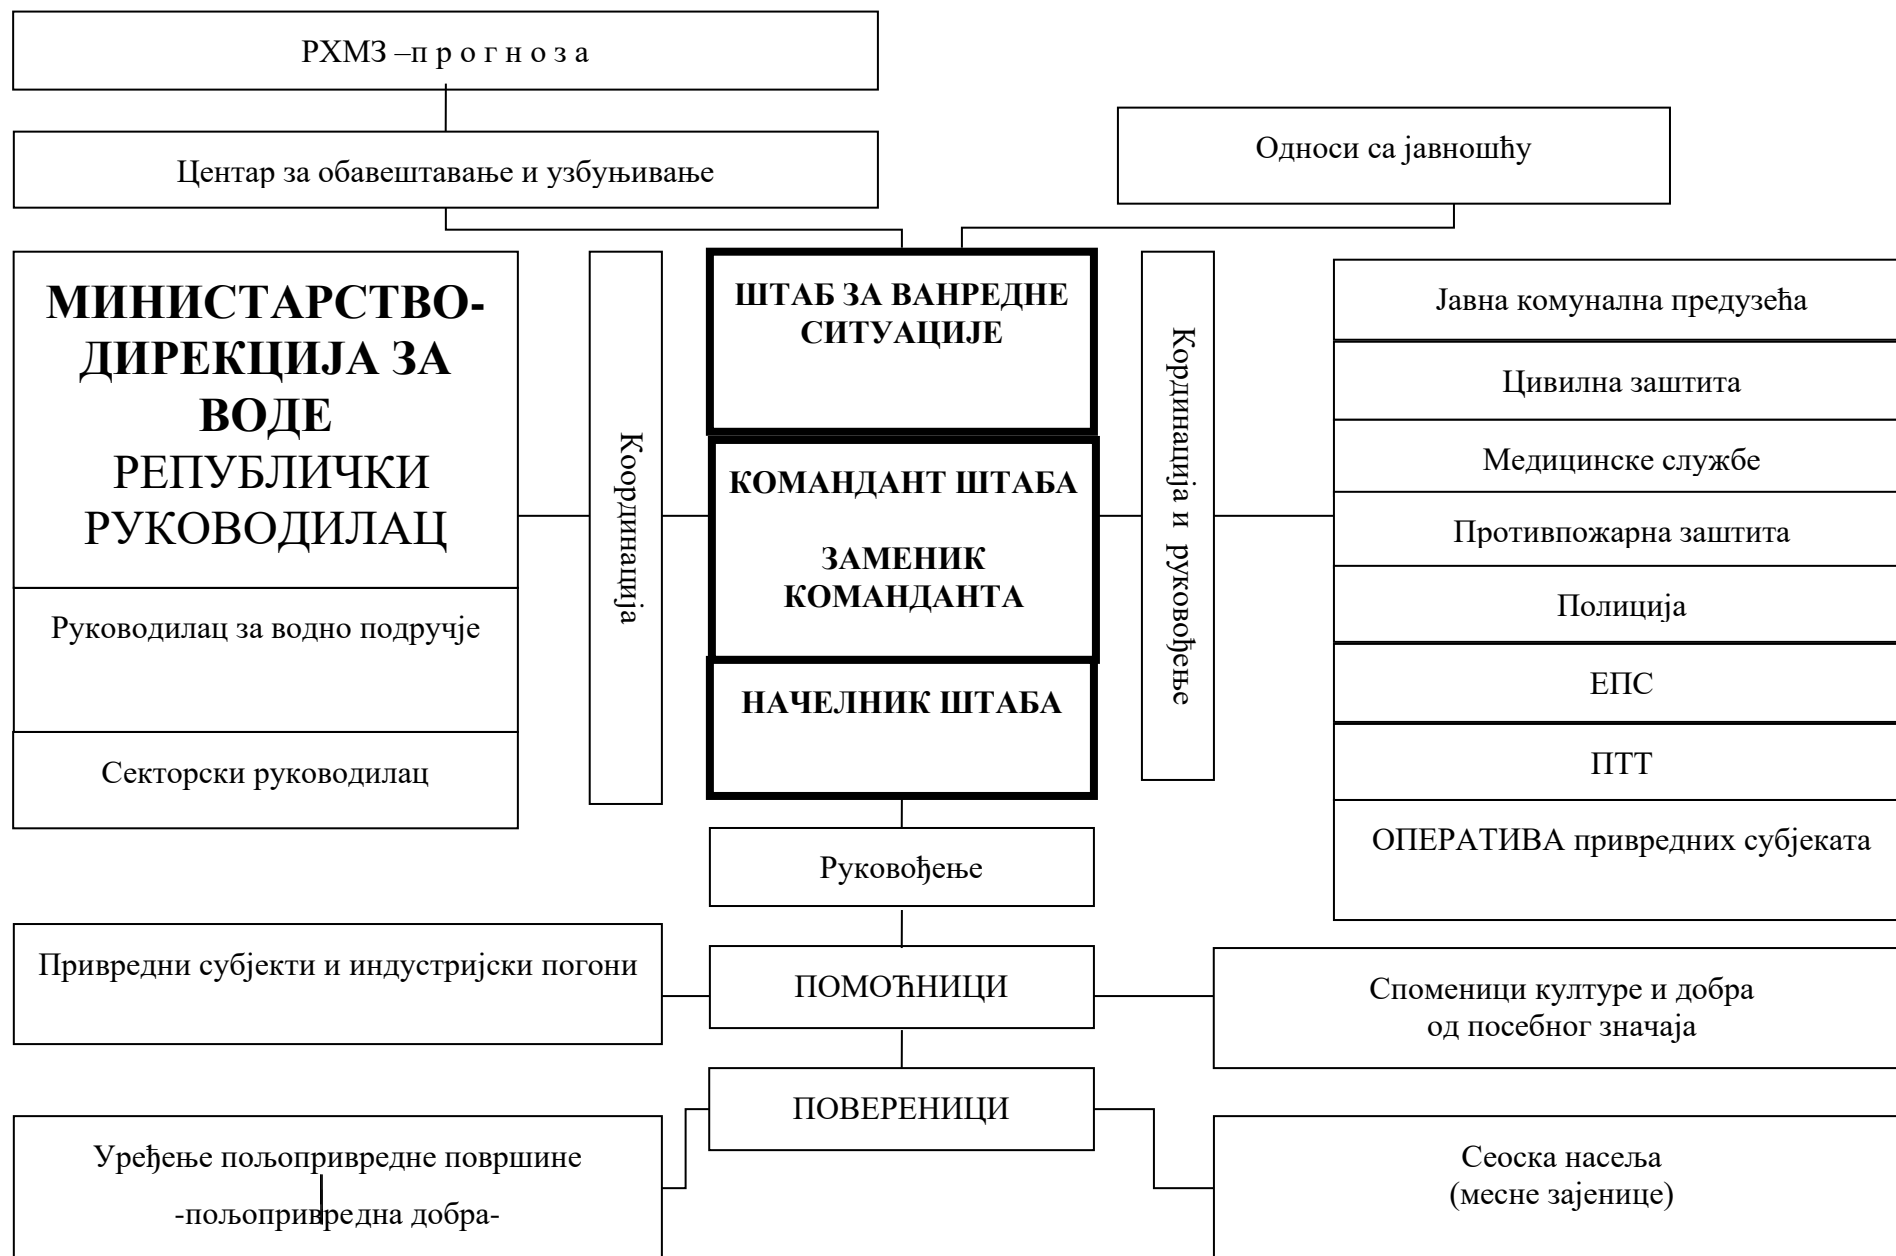 РХМЗ –п р о г н о з а
Центар за обавештавање и узбуњивање
Односи са јавношћу
МИНИСТАРСТВО-
ДИРЕКЦИЈА ЗА
ВОДЕ
РЕПУБЛИЧКИ
РУКОВОДИЛАЦ
Руководилац за водно подручје
Секторски руководилац
Координација
ШТАБ ЗА ВАНРЕДНЕ
СИТУАЦИЈЕ
КОМАНДАНТ ШТАБА
ЗАМЕНИК
КОМАНДАНТА
НАЧЕЛНИК ШТАБА
Кординација и руковођење
Јавна комунална предузећа
Цивилна заштита
Медицинске службе
Противпожарна заштита
Полиција
ЕПС
ПТТ
ОПЕРАТИВА привредних субјеката
Руковођење
Привредни субјекти и индустријски погони
ПОМОЋНИЦИ
Споменици културе и добра
од посебног значаја
ПОВЕРЕНИЦИ
Уређење пољопривредне површине
-пољопривредна добра-
Сеоска насеља
(месне зајенице)